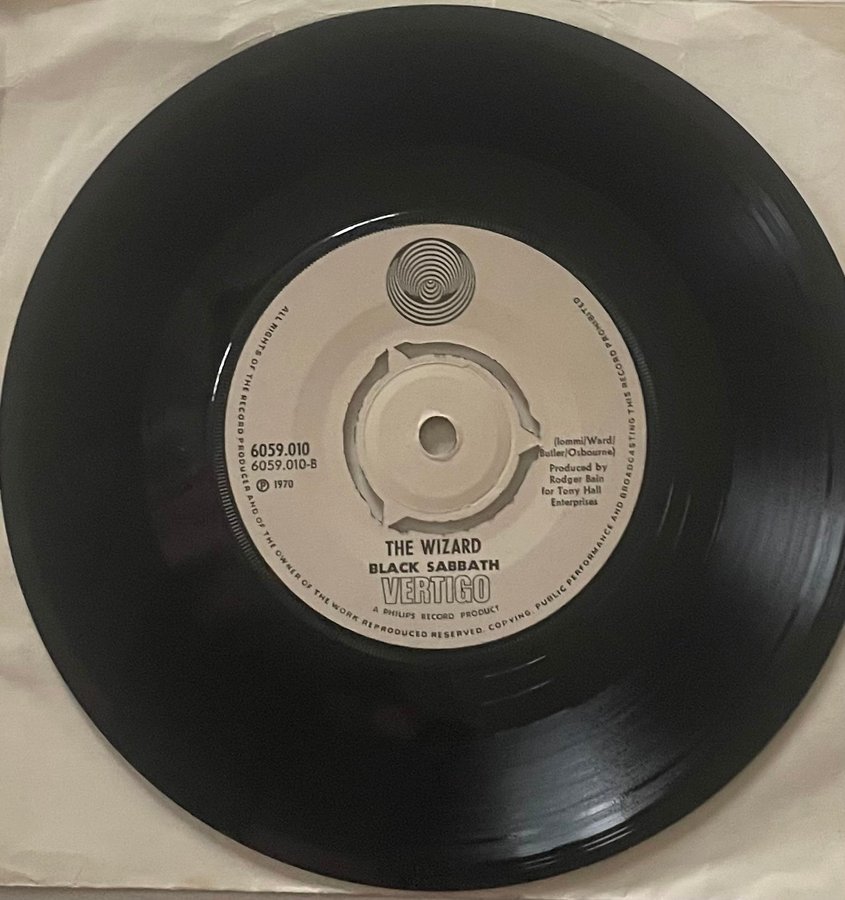 ALL RIGHTS OF THE RECORD PRODUCER AND OF THE OWNER OF THE WORK REPRODUCED RESERVED. COPYING, PUBLIC PERFORMANCE AND BROADCASTING THIS RECORD PROHIBITED
6059.010
6059.010-B
Ⓟ 1970
(Iommi/Ward/
Butler/Osbourne)
Produced by
Rodger Bain
for Tony Hall
Enterprises
THE WIZARD
BLACK SABBATH
VERTIGO
A PHILIPS RECORD PRODUCT